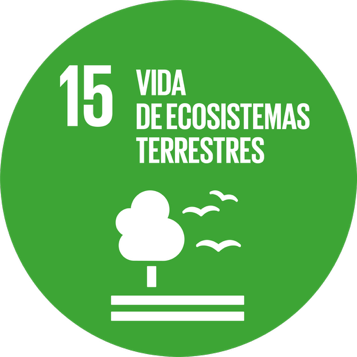 15
VIDA
DE ECOSISTEMAS
TERRESTRES